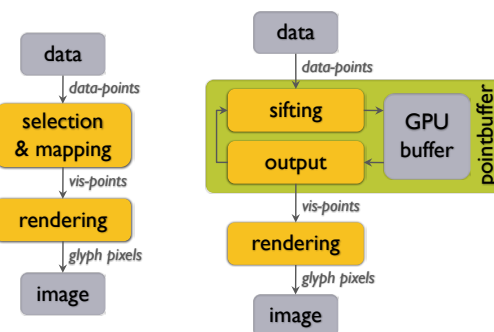 data
data-points
selection
& mapping
vis-points
rendering
glyph pixels
image
data
data-points
sifting
GPU
buffer
output
pointbuffer
vis-points
rendering
glyph pixels
image